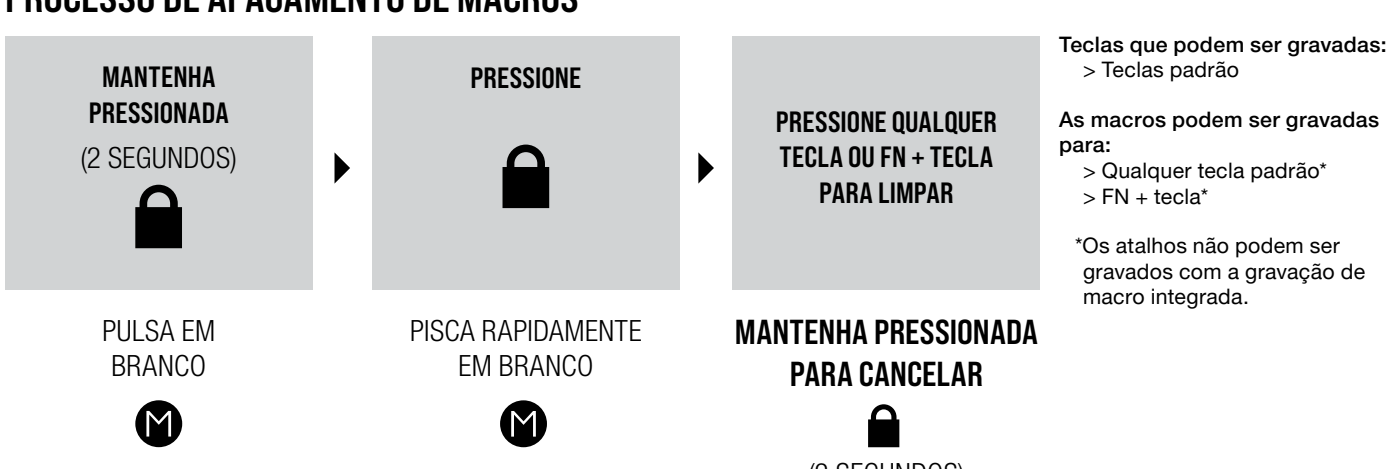 PROCESSO DE APAGAMENTO DE MACROS
MANTENHA
PRESSIONADA
(2 SEGUNDOS)
PULSA EM
BRANCO
M
PRESSIONE
PISCA RAPIDAMENTE
EM BRANCO
M
PRESSIONE QUALQUER
TECLA OU FN + TECLA
PARA LIMPAR
MANTENHA PRESSIONADA
PARA CANCELAR
(2 SEGUNDOS)
Teclas que podem ser gravadas:
> Teclas padrão
As macros podem ser gravadas
para:
> Qualquer tecla padrão*
> FN + tecla*
*Os atalhos não podem ser
gravados com a gravação de
macro integrada.